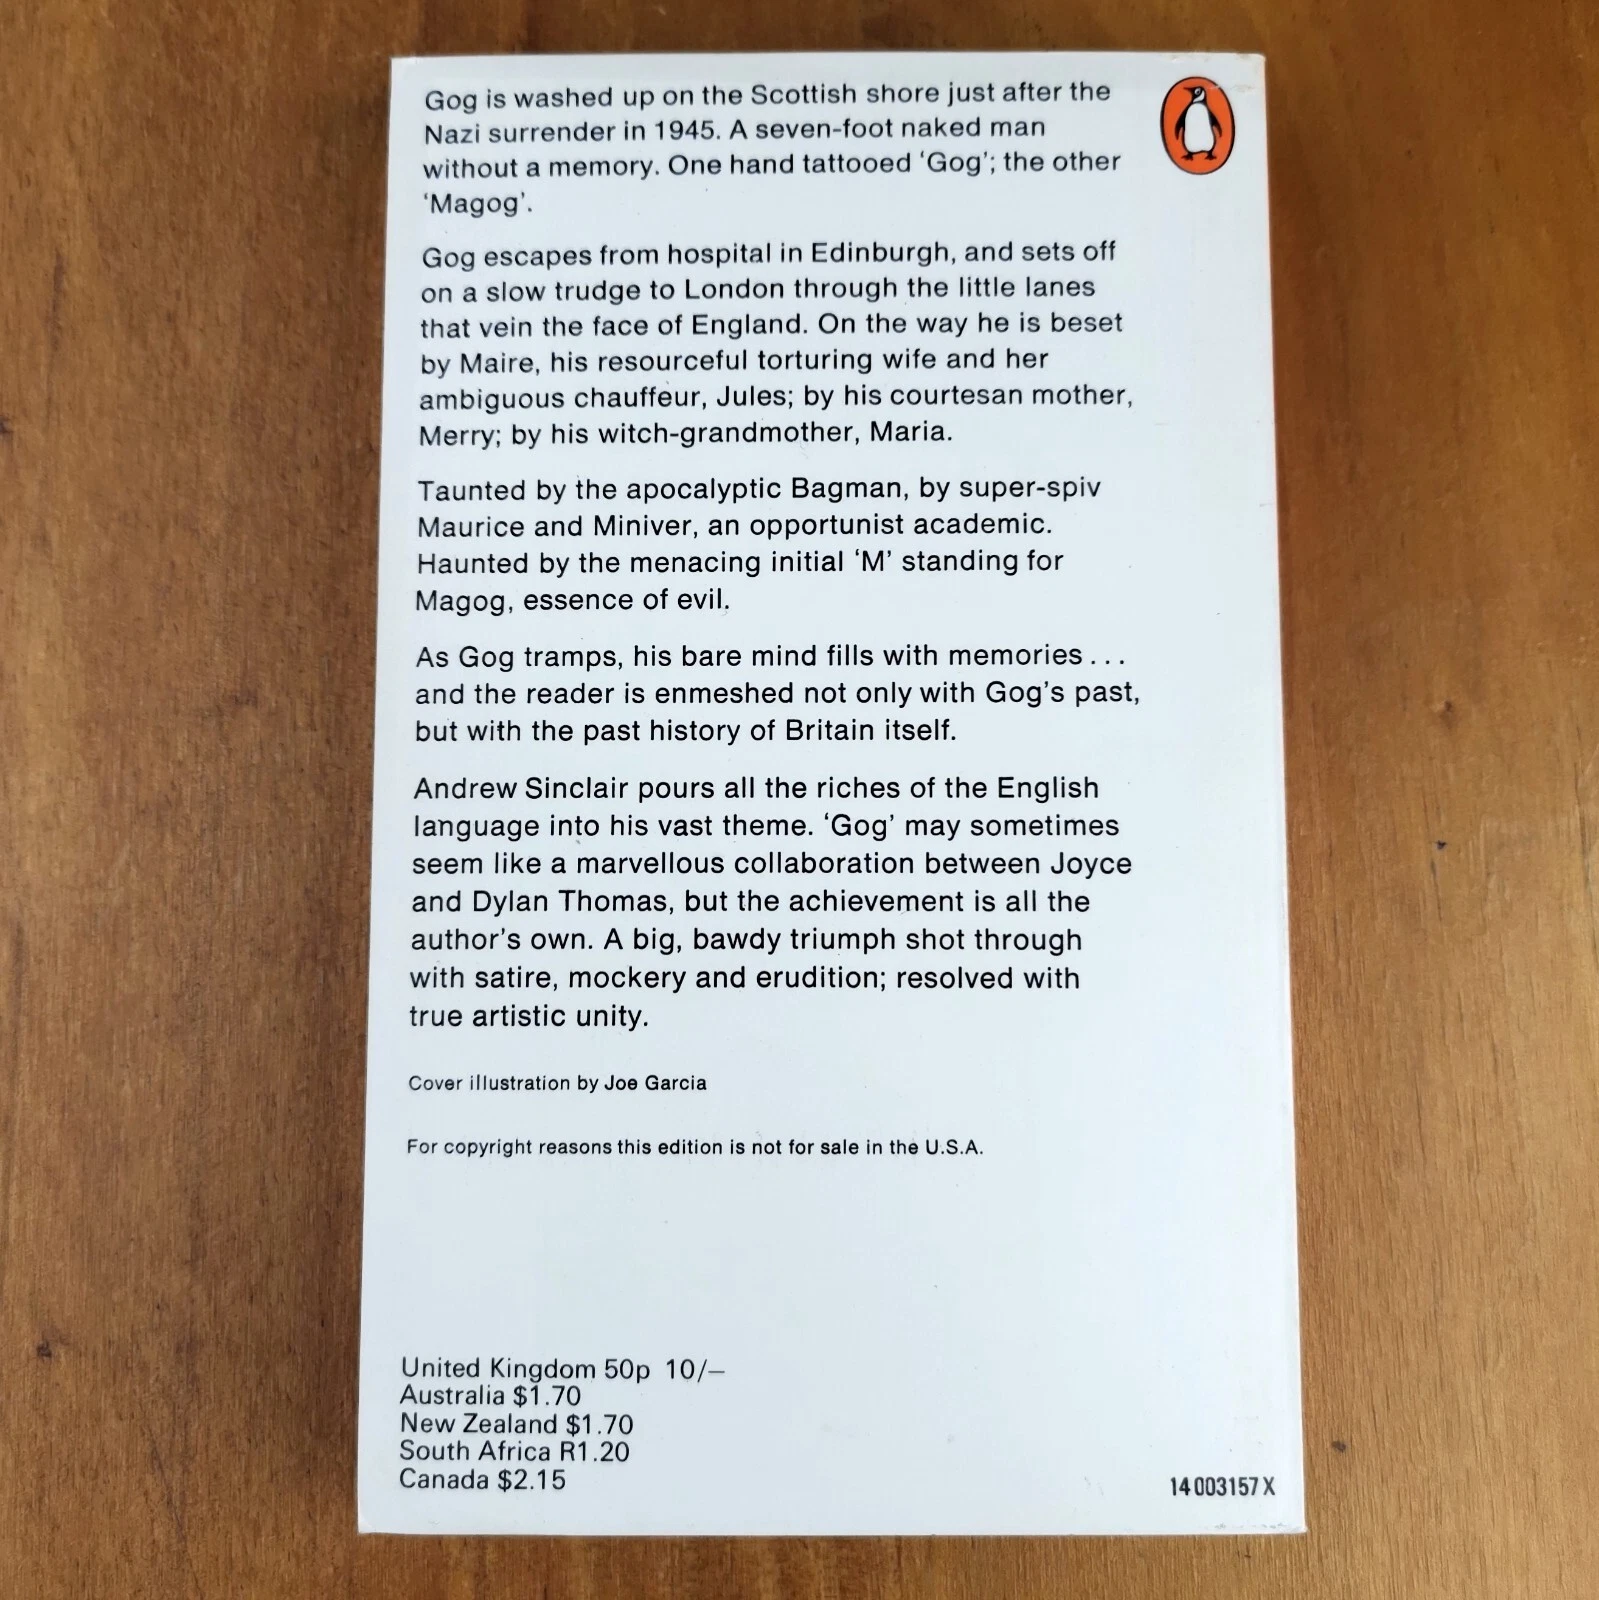 Gog is washed up on the Scottish shore just after the
Nazi surrender in 1945. A seven-foot naked man
without a memory. One hand tattooed ‘Gog’; the other
‘Magog’.
Gog escapes from hospital in Edinburgh, and sets off
on a slow trudge to London through the little lanes
that vein the face of England. On the way he is beset
by Maire, his resourceful torturing wife and her
ambiguous chauffeur, Jules; by his courtesan mother,
Merry; by his witch-grandmother, Maria.
Taunted by the apocalyptic Bagman, by super-spiv
Maurice and Miniver, an opportunist academic.
Haunted by the menacing initial ‘M’ standing for
Magog, essence of evil.
As Gog tramps, his bare mind fills with memories...
and the reader is enmeshed not only with Gog’s past,
but with the past history of Britain itself.
Andrew Sinclair pours all the riches of the English
language into his vast theme. ‘Gog’ may sometimes
seem like a marvellous collaboration between Joyce
and Dylan Thomas, but the achievement is all the
author’s own. A big, bawdy triumph shot through
with satire, mockery and erudition; resolved with
true artistic unity.
Cover illustration by Joe Garcia
For copyright reasons this edition is not for sale in the U.S.A.
United Kingdom 50p 10/–
Australia $1.70
New Zealand $1.70
South Africa R1.20
Canada $2.15
14 003157 X